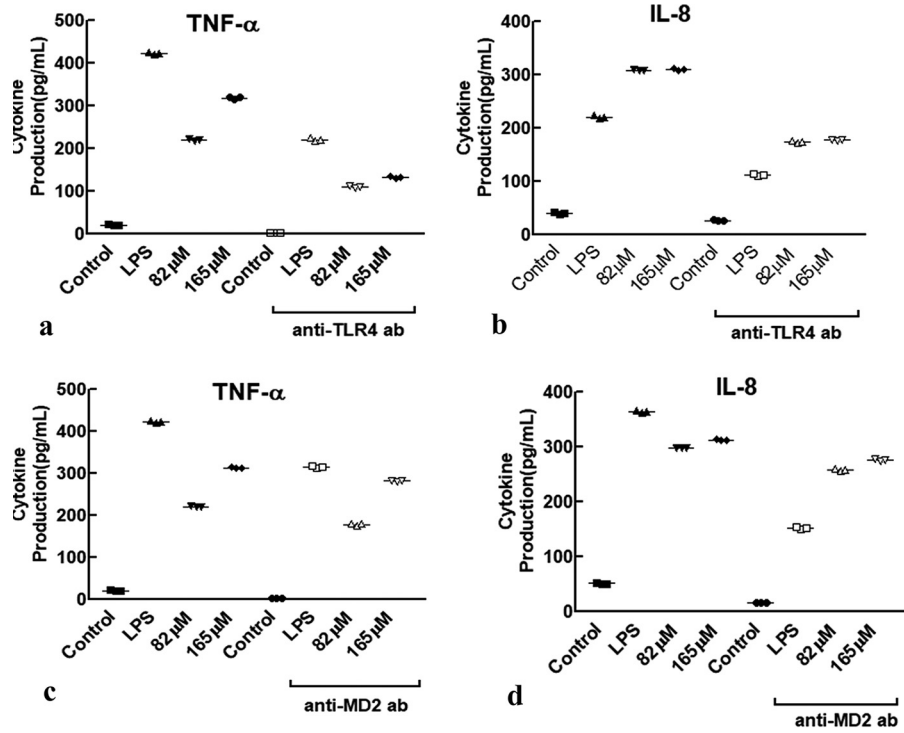 TNF-α
Cytokine
Production(pg/mL)
500
400
300
200
100
0
Control
LPS
82µM
165µM
Control
LPS
82µM
165µM
anti-TLR4 ab
a
IL-8
Cytokine
Production(pg/mL)
400
300
200
100
0
Control
LPS
82µM
165µM
Control
LPS
82µM
165µM
anti-TLR4 ab
b
TNF-α
Cytokine
Production(pg/mL)
500
400
300
200
100
0
Control
LPS
82µM
165µM
Control
LPS
82µM
165µM
anti-MD2 ab
c
IL-8
Cytokine
Production(pg/mL)
400
300
200
100
0
Control
LPS
82µM
165µM
Control
LPS
82µM
165µM
anti-MD2 ab
d